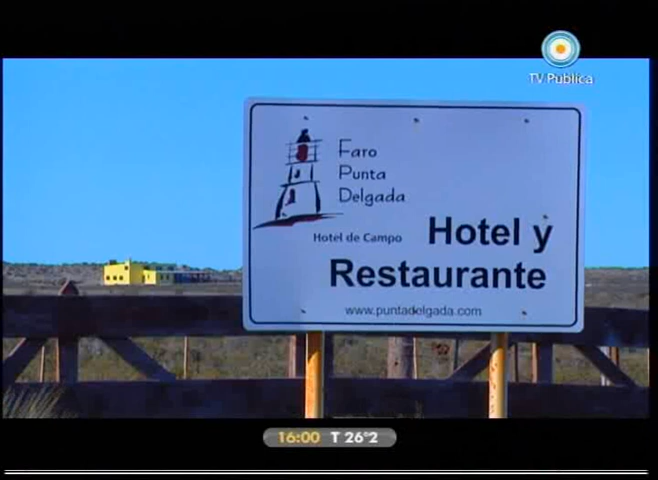 TV Pública
Faro
Punta
Delgada
Hotel de Campo
Hotel y
Restaurante
www.puntadelgada.com
16:00 T 26°2